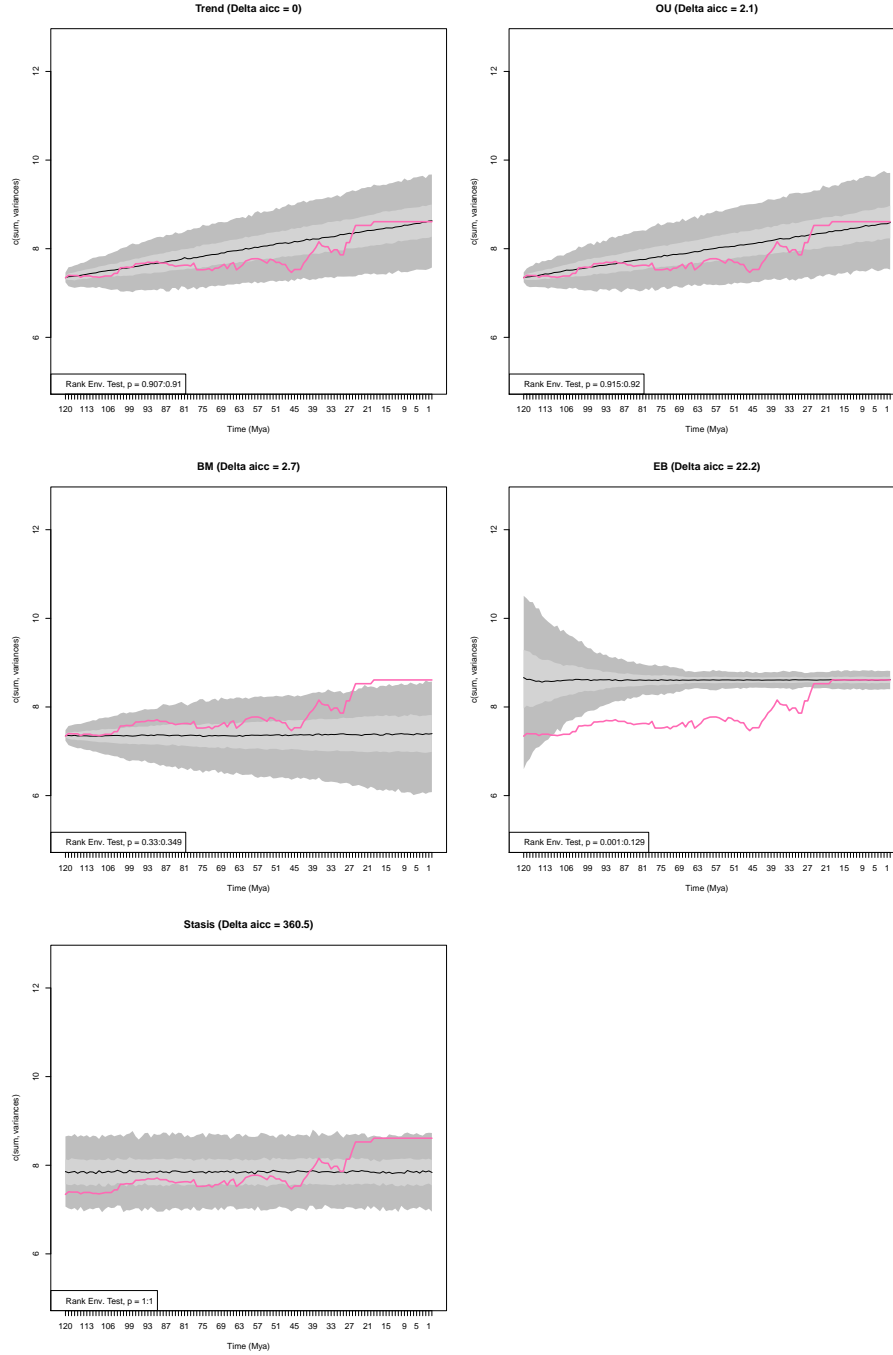 Trend (Delta aicc = 0)
c(sum, variances)
12
10
8
6
Rank Env. Test, p = 0.907:0.91
120 113 106 99 93 87 81 75 69 63 57 51 45 39 33 27 21 15 9 5 1
Time (Mya)
OU (Delta aicc = 2.1)
c(sum, variances)
12
10
8
6
Rank Env. Test, p = 0.915:0.92
120 113 106 99 93 87 81 75 69 63 57 51 45 39 33 27 21 15 9 5 1
Time (Mya)
BM (Delta aicc = 2.7)
c(sum, variances)
12
10
8
6
Rank Env. Test, p = 0.33:0.349
120 113 106 99 93 87 81 75 69 63 57 51 45 39 33 27 21 15 9 5 1
Time (Mya)
EB (Delta aicc = 22.2)
c(sum, variances)
12
10
8
6
Rank Env. Test, p = 0.001:0.129
120 113 106 99 93 87 81 75 69 63 57 51 45 39 33 27 21 15 9 5 1
Time (Mya)
Stasis (Delta aicc = 360.5)
c(sum, variances)
12
10
8
6
Rank Env. Test, p = 1:1
120 113 106 99 93 87 81 75 69 63 57 51 45 39 33 27 21 15 9 5 1
Time (Mya)